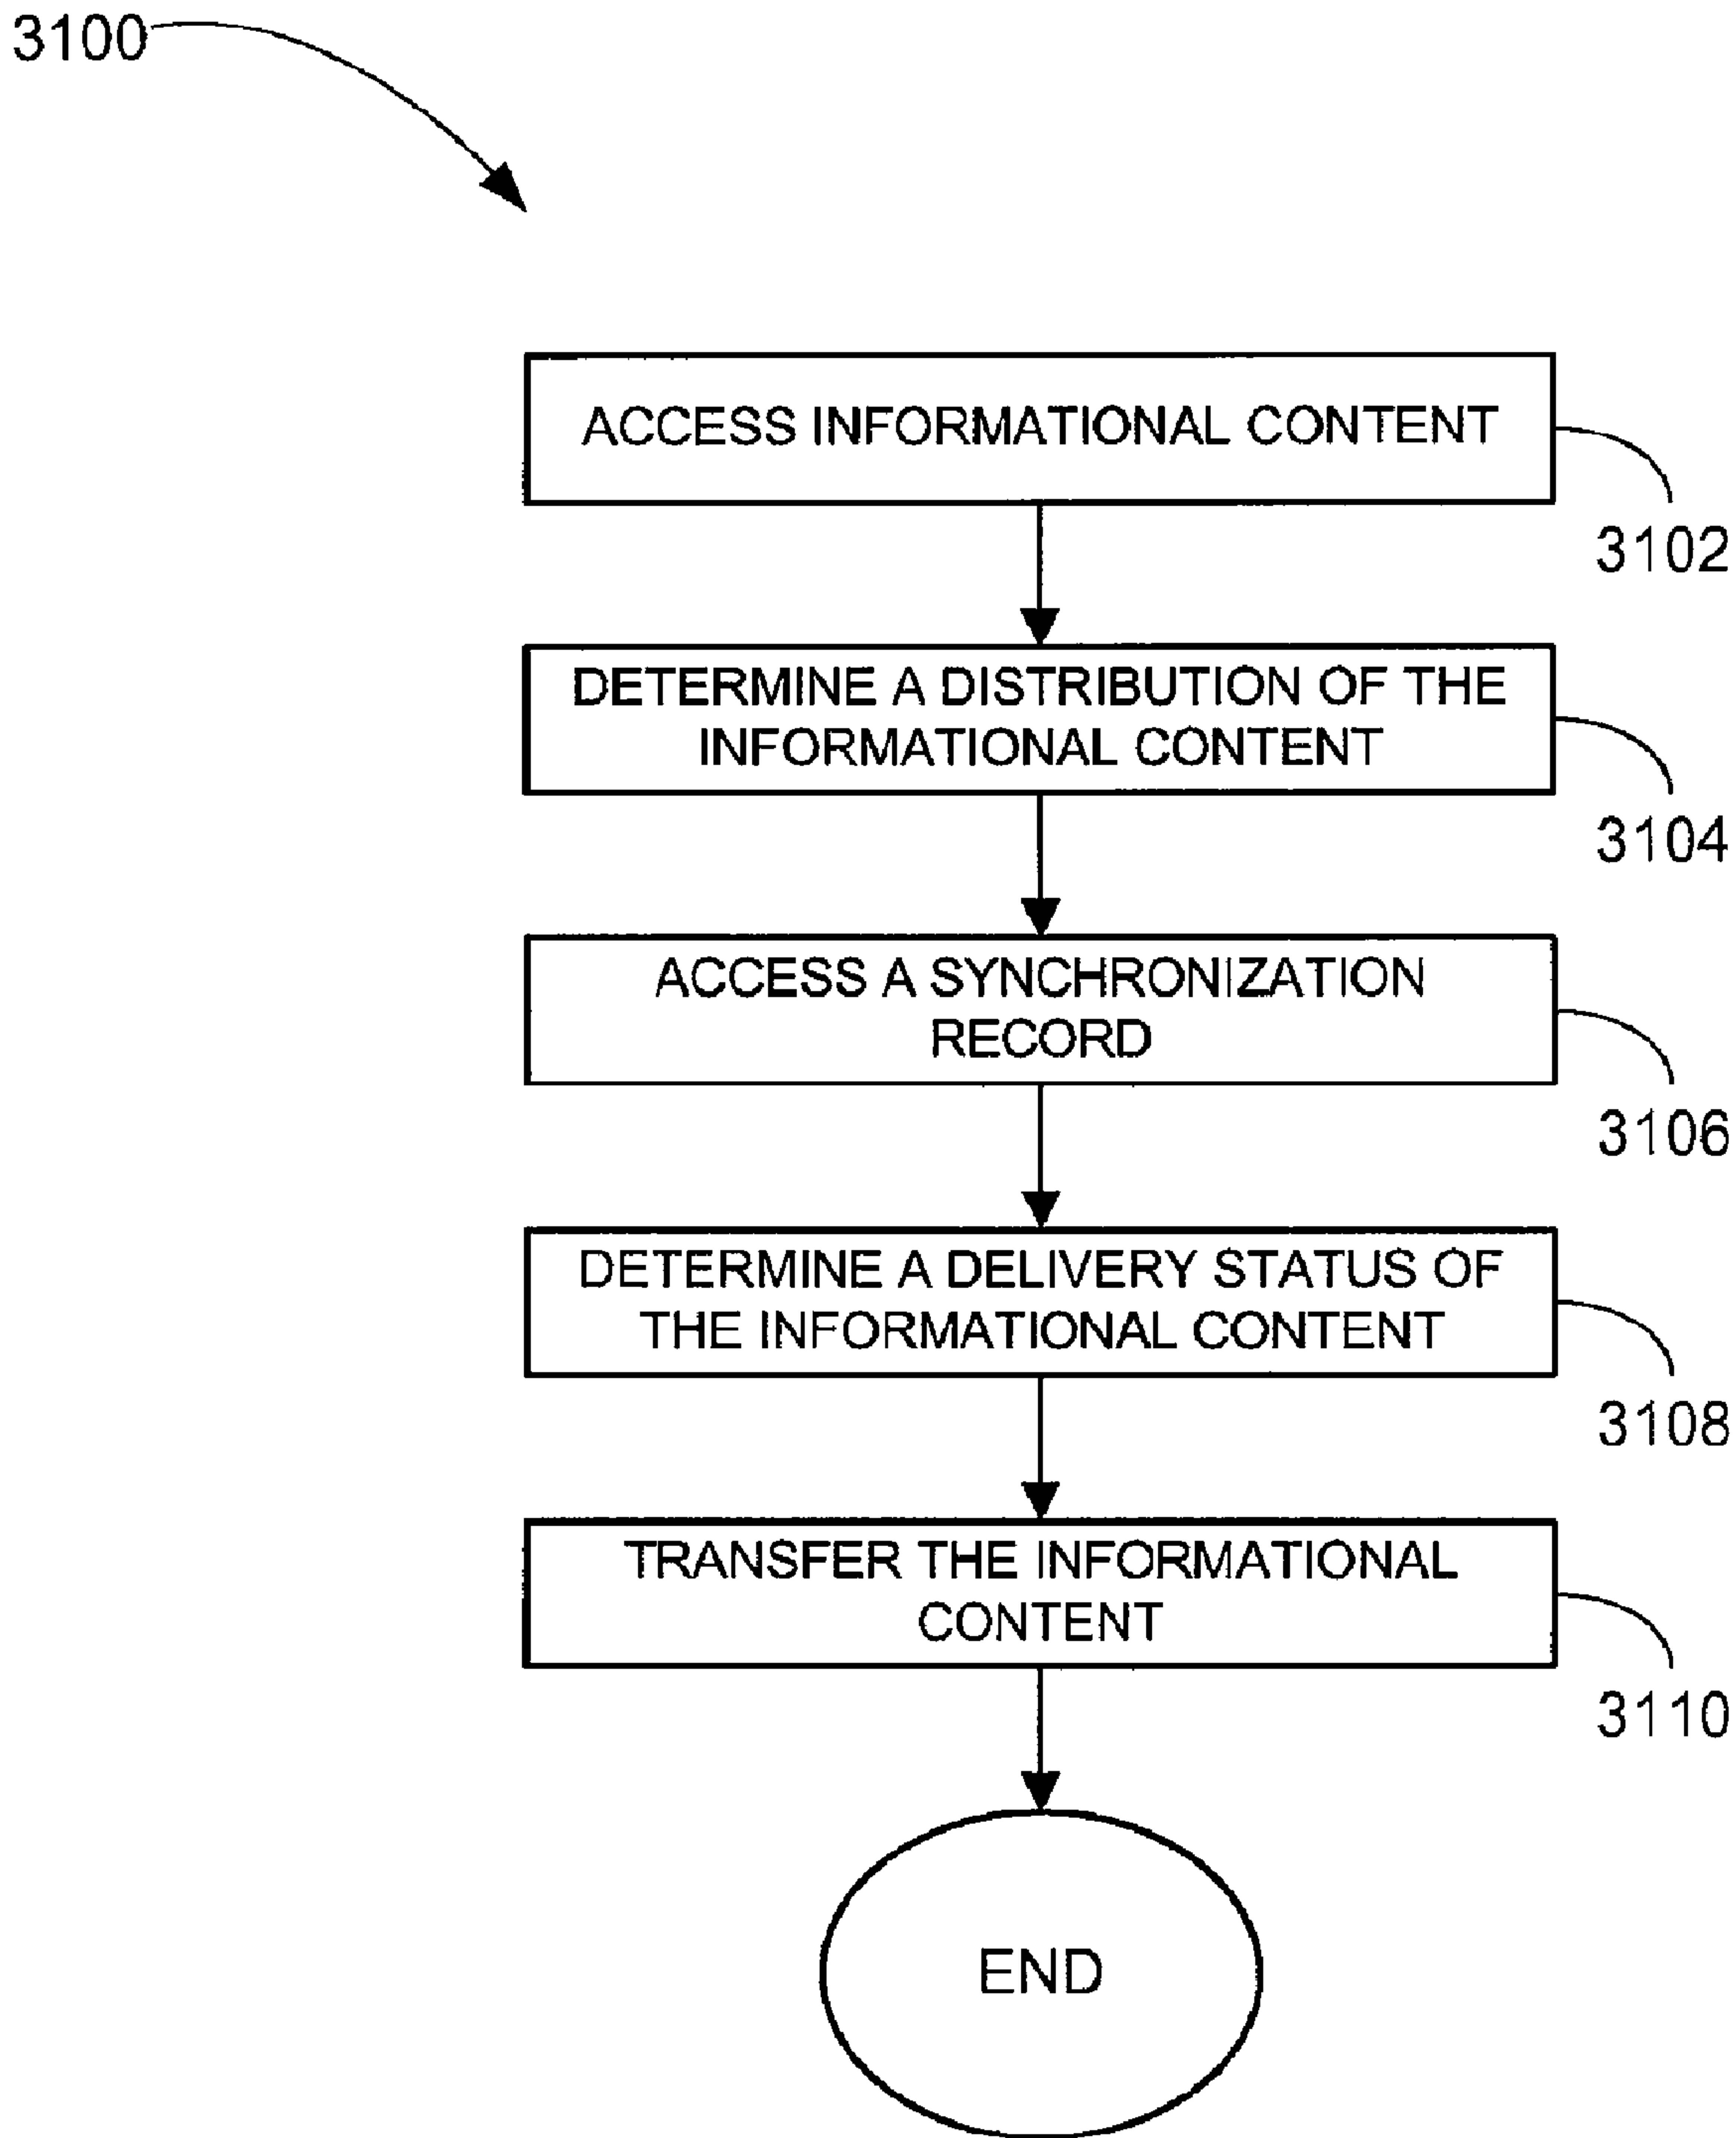 3100
ACCESS INFORMATIONAL CONTENT
3102
DETERMINE A DISTRIBUTION OF THE
INFORMATIONAL CONTENT
3104
ACCESS A SYNCHRONIZATION
RECORD
3106
DETERMINE A DELIVERY STATUS OF
THE INFORMATIONAL CONTENT
3108
TRANSFER THE INFORMATIONAL
CONTENT
3110
END